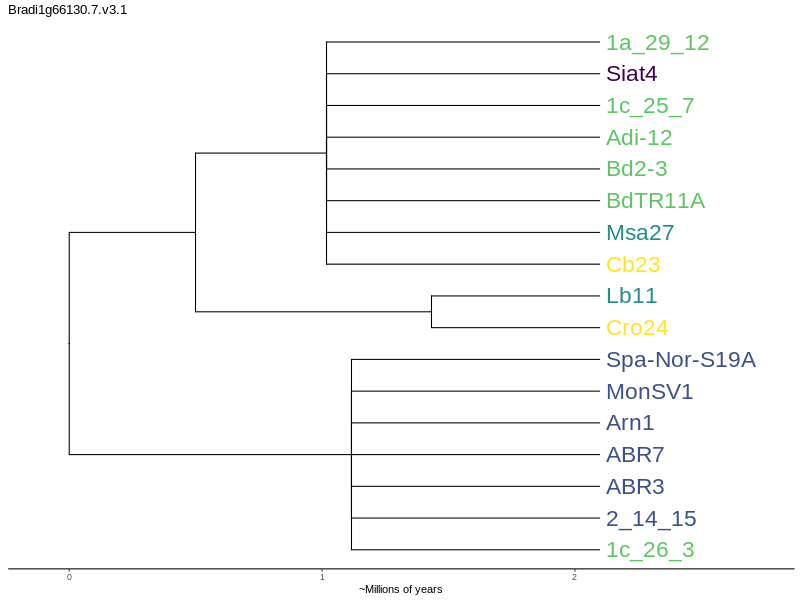 Bradi1g66130.7.v3.1
1a_29_12
Siat4
1c_25_7
Adi-12
Bd2-3
BdTR11A
Msa27
Cb23
Lb11
Cro24
Spa-Nor-S19A
MonSV1
Arn1
ABR7
ABR3
2_14_15
1c_26_3
0 1 2
~Millions of years